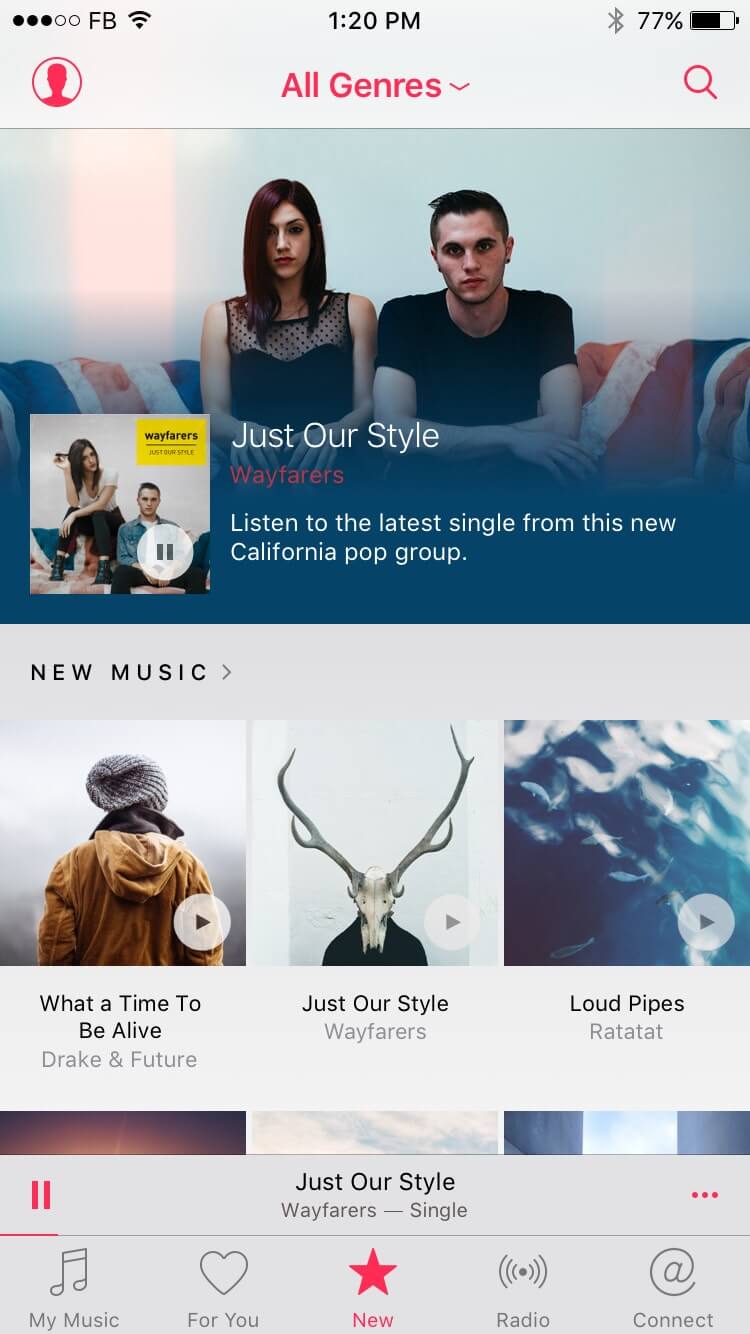 FB 1:20 PM 77%
All Genres
wayfarers
JUST OUR STYLE
Just Our Style
Wayfarers
Listen to the latest single from this new
California pop group.
NEW MUSIC
What a Time To
Be Alive
Drake & Future
Just Our Style
Wayfarers
Loud Pipes
Ratatat
Just Our Style
Wayfarers — Single
My Music
For You
New
Radio
Connect